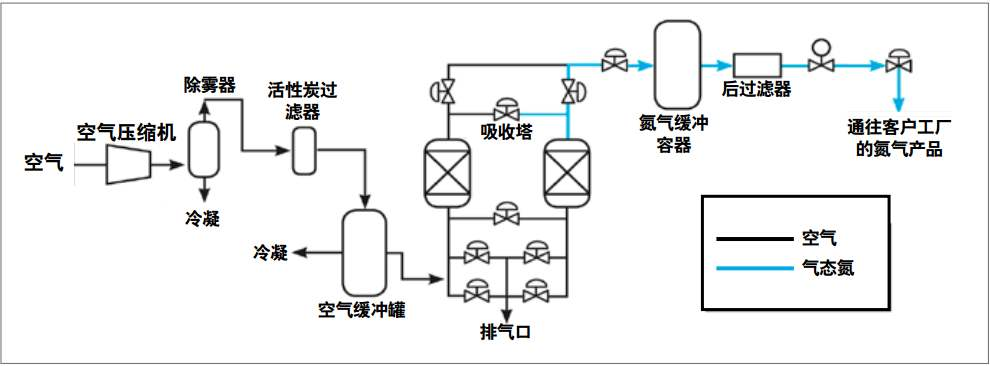 空气
空气压缩机
除雾器
冷凝
活性炭过
滤器
冷凝
空气缓冲罐
吸收塔
排气口
氮气缓冲
容器
后过滤器
通往客户工厂
的氮气产品
空气
气态氮